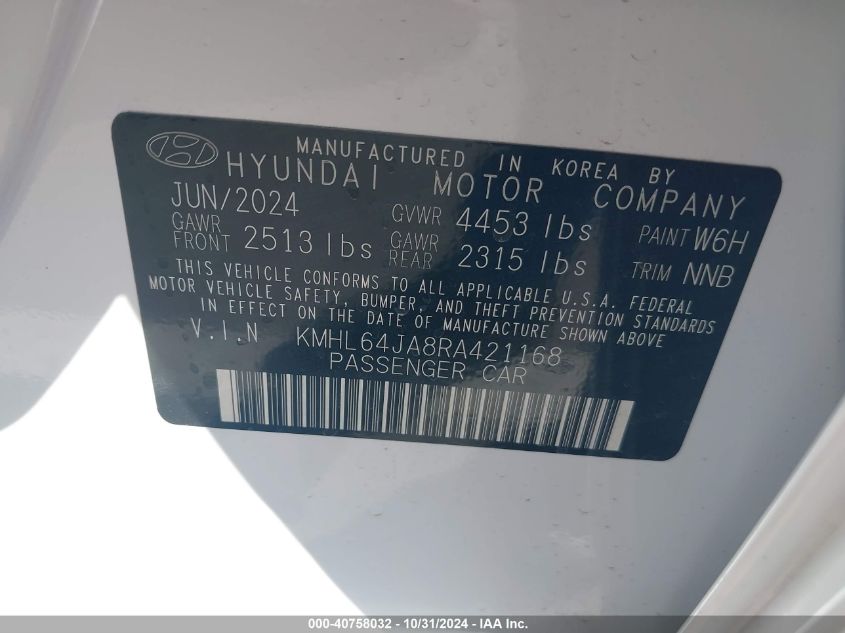 MANUFACTURED IN KOREA BY
HYUNDAI MOTOR COMPANY
JUN/2024 GVWR 4453 lbs PAINT W6H
GAWR FRONT 2513 lbs GAWR REAR 2315 lbs TRIM NNB
THIS VEHICLE CONFORMS TO ALL APPLICABLE U.S.A. FEDERAL
MOTOR VEHICLE SAFETY, BUMPER, AND THEFT PREVENTION STANDARDS
IN EFFECT ON THE DATE OF MANUFACTURE SHOWN ABOVE
V.I.N KMHL64JA8RA421168
PASSENGER CAR
000-40758032 - 10/31/2024 - IAA Inc.